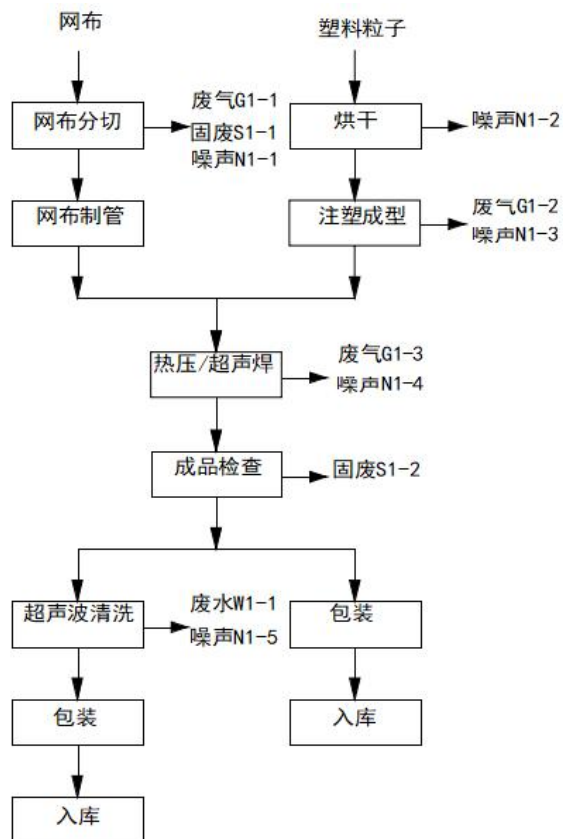 网布
塑料粒子
废气G1-1
网布分切
固废S1-1
噪声N1-1
烘干
噪声N1-2
网布制管
注塑成型
废气G1-2
噪声N1-3
热压/超声焊
废气G1-3
噪声N1-4
成品检查
固废S1-2
超声波清洗
废水W1-1
噪声N1-5
包装
包装
入库
入库